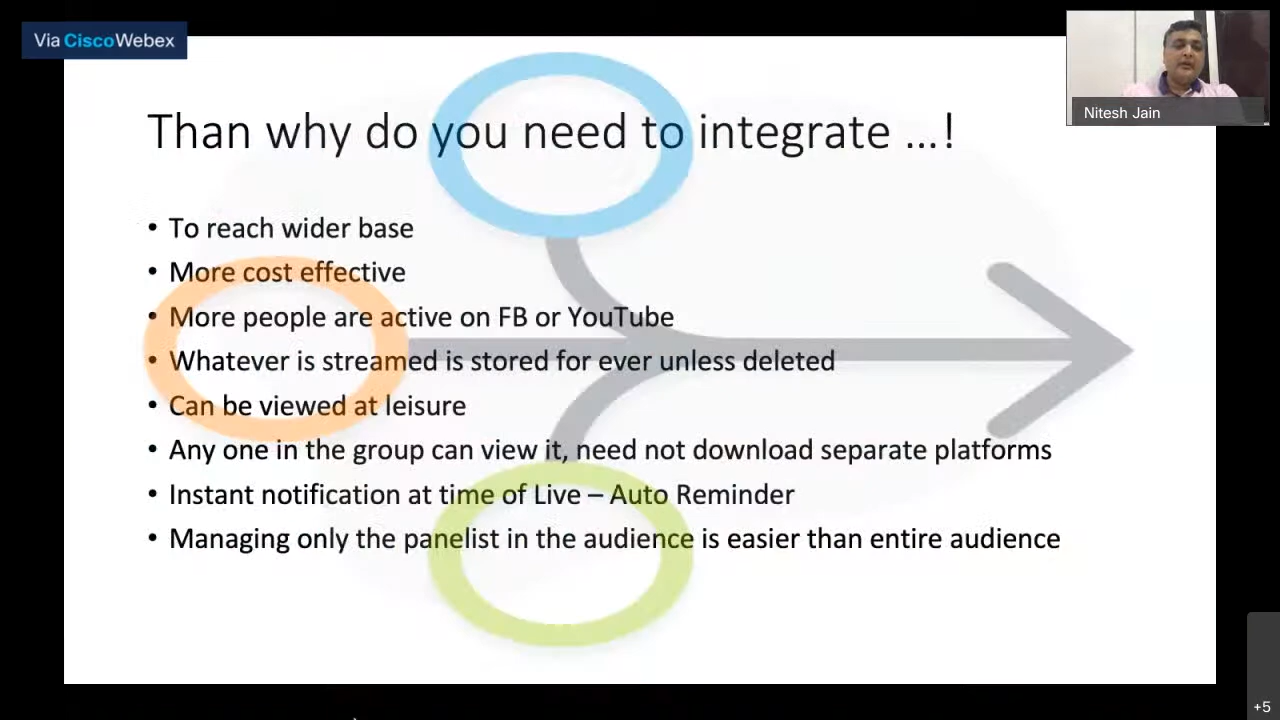 Via CiscoWebex
Nitesh Jain
Than why do you need to integrate ...!
• To reach wider base
• More cost effective
• More people are active on FB or YouTube
• Whatever is streamed is stored for ever unless deleted
• Can be viewed at leisure
• Any one in the group can view it, need not download separate platforms
• Instant notification at time of Live – Auto Reminder
• Managing only the panelist in the audience is easier than entire audience
+5